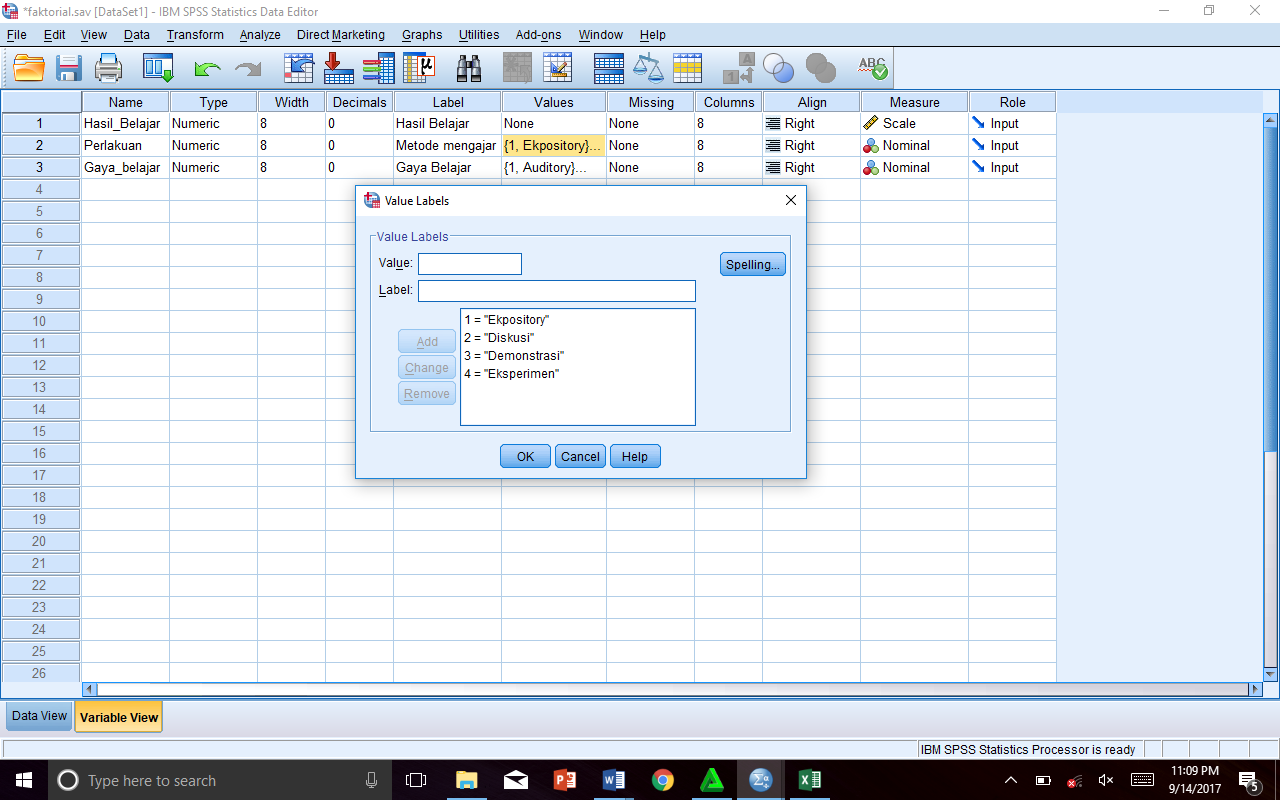 *faktorial.sav [DataSet1] - IBM SPSS Statistics Data Editor
File Edit View Data Transform Analyze Direct Marketing Graphs Utilities Add-ons Window Help
Name Type Width Decimals Label Values Missing Columns Align Measure Role
1 Hasil_Belajar Numeric 8 0 Hasil Belajar None None 8 Right Scale Input
2 Perlakuan Numeric 8 0 Metode mengajar {1, Ekpository}... None 8 Right Nominal Input
3 Gaya_belajar Numeric 8 0 Gaya Belajar {1, Auditory}... None 8 Right Nominal Input
4
5
6
7
8
9
10
11
12
13
14
15
16
17
18
19
20
21
22
23
24
25
26
Value Labels
Value Labels
Value:
Spelling...
Label:
1 = "Ekpository"
2 = "Diskusi"
3 = "Demonstrasi"
4 = "Eksperimen"
Add
Change
Remove
OK Cancel Help
Data View Variable View
IBM SPSS Statistics Processor is ready
Type here to search
11:09 PM
9/14/2017
5